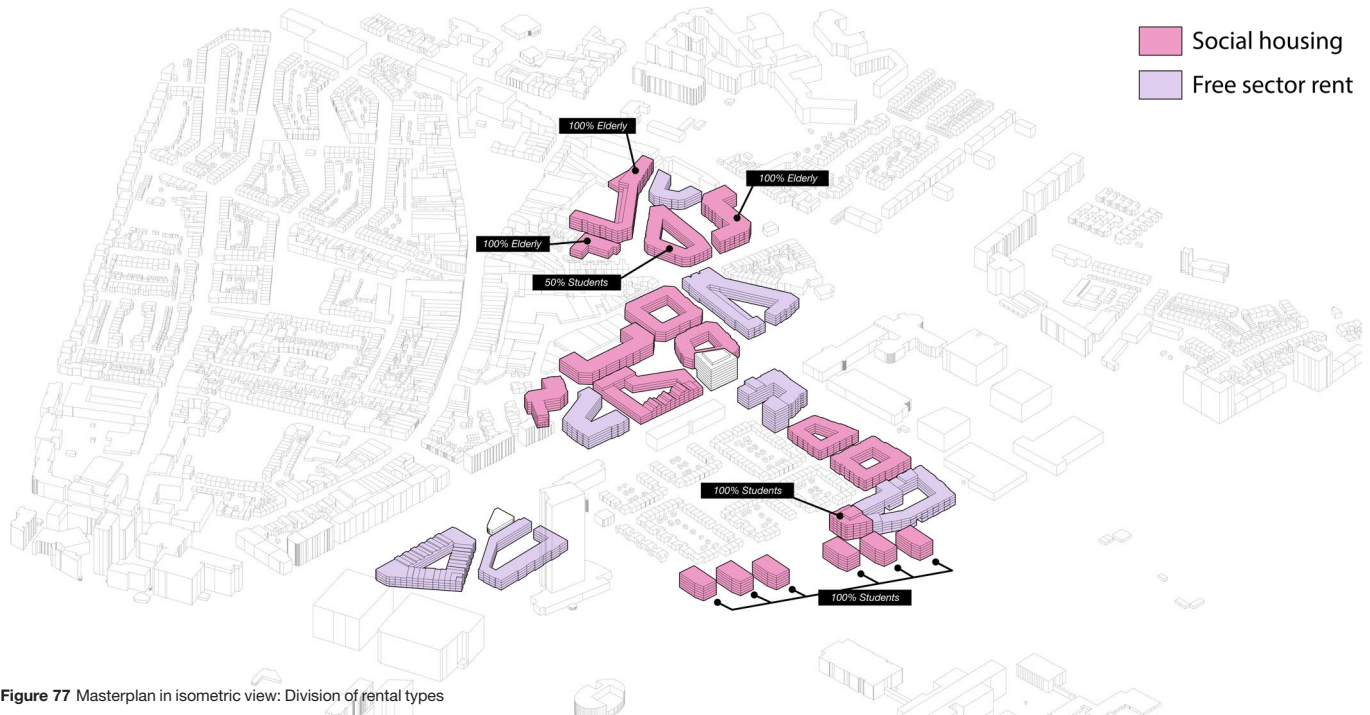 Social housing
Free sector rent
100% Elderly
100% Elderly
100% Elderly
50% Students
100% Students
100% Students
Figure 77 Masterplan in isometric view: Division of rental types